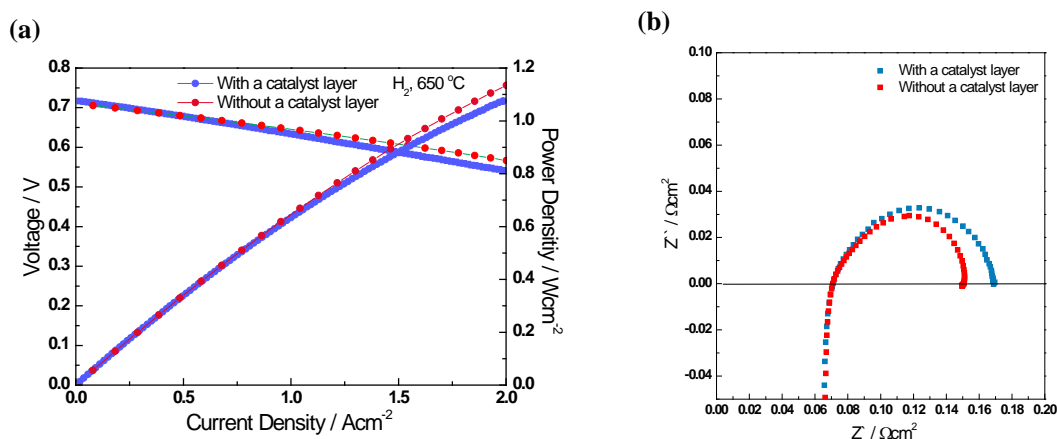 (a)
With a catalyst layer
Without a catalyst layer
H2, 650 °C
Voltage / V
0.8
0.7
0.6
0.5
0.4
0.3
0.2
0.1
0.0
Power Densitiy / Wcm-2
1.2
1.0
0.8
0.6
0.4
0.2
0.0
0.0 0.5 1.0 1.5 2.0
Current Density / Acm-2
(b)
With a catalyst layer
Without a catalyst layer
Z`` / Ωcm2
0.10
0.08
0.06
0.04
0.02
0.00
-0.02
-0.04
0.00 0.02 0.04 0.06 0.08 0.10 0.12 0.14 0.16 0.18 0.20
Z` / Ωcm2